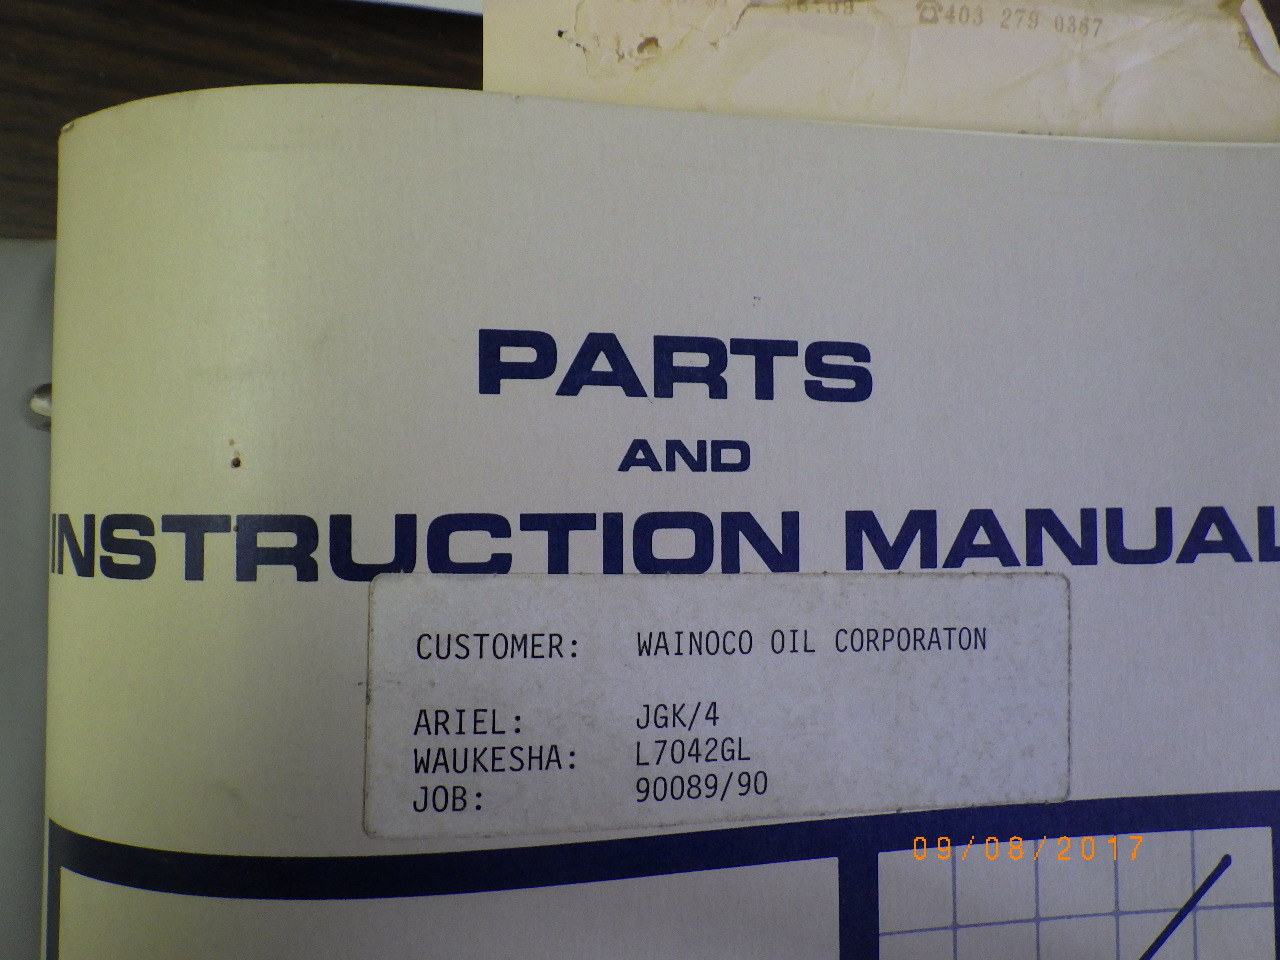 ☎403 279 0367
PARTS
AND
INSTRUCTION MANUAL
CUSTOMER: WAINOCO OIL CORPORATON
ARIEL: JGK/4
WAUKESHA: L7042GL
JOB: 90089/90
09/08/2017